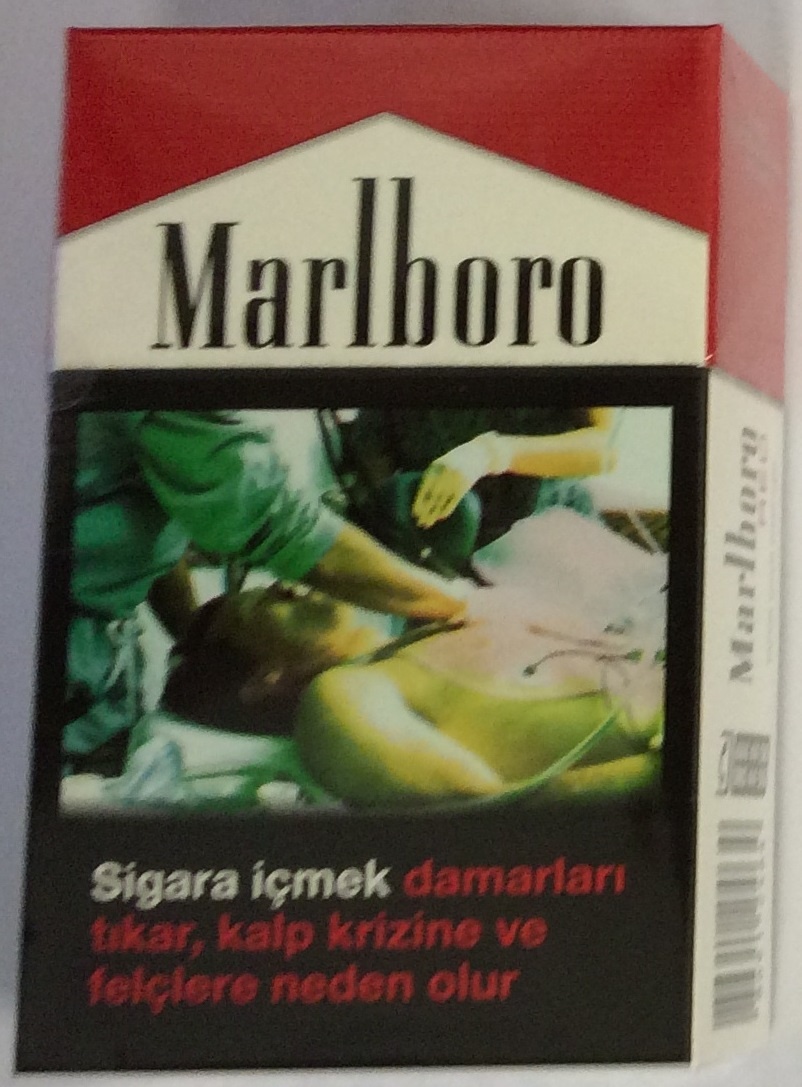 Marlboro
Sigara içmek damarları
tıkar, kalp krizine ve
felçlere neden olur
Marlboro